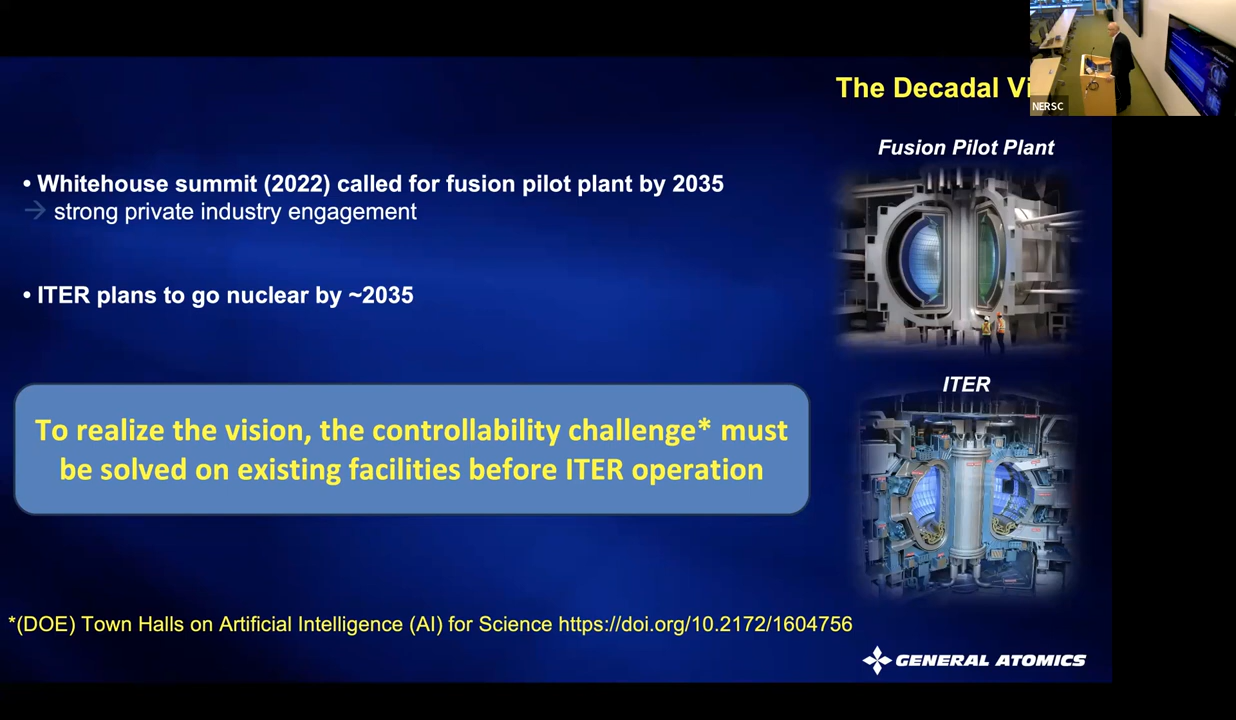 The Decadal Vi
NERSC
Fusion Pilot Plant
• Whitehouse summit (2022) called for fusion pilot plant by 2035
→ strong private industry engagement
• ITER plans to go nuclear by ~2035
ITER
To realize the vision, the controllability challenge* must
be solved on existing facilities before ITER operation
*(DOE) Town Halls on Artificial Intelligence (AI) for Science https://doi.org/10.2172/1604756
GENERAL ATOMICS